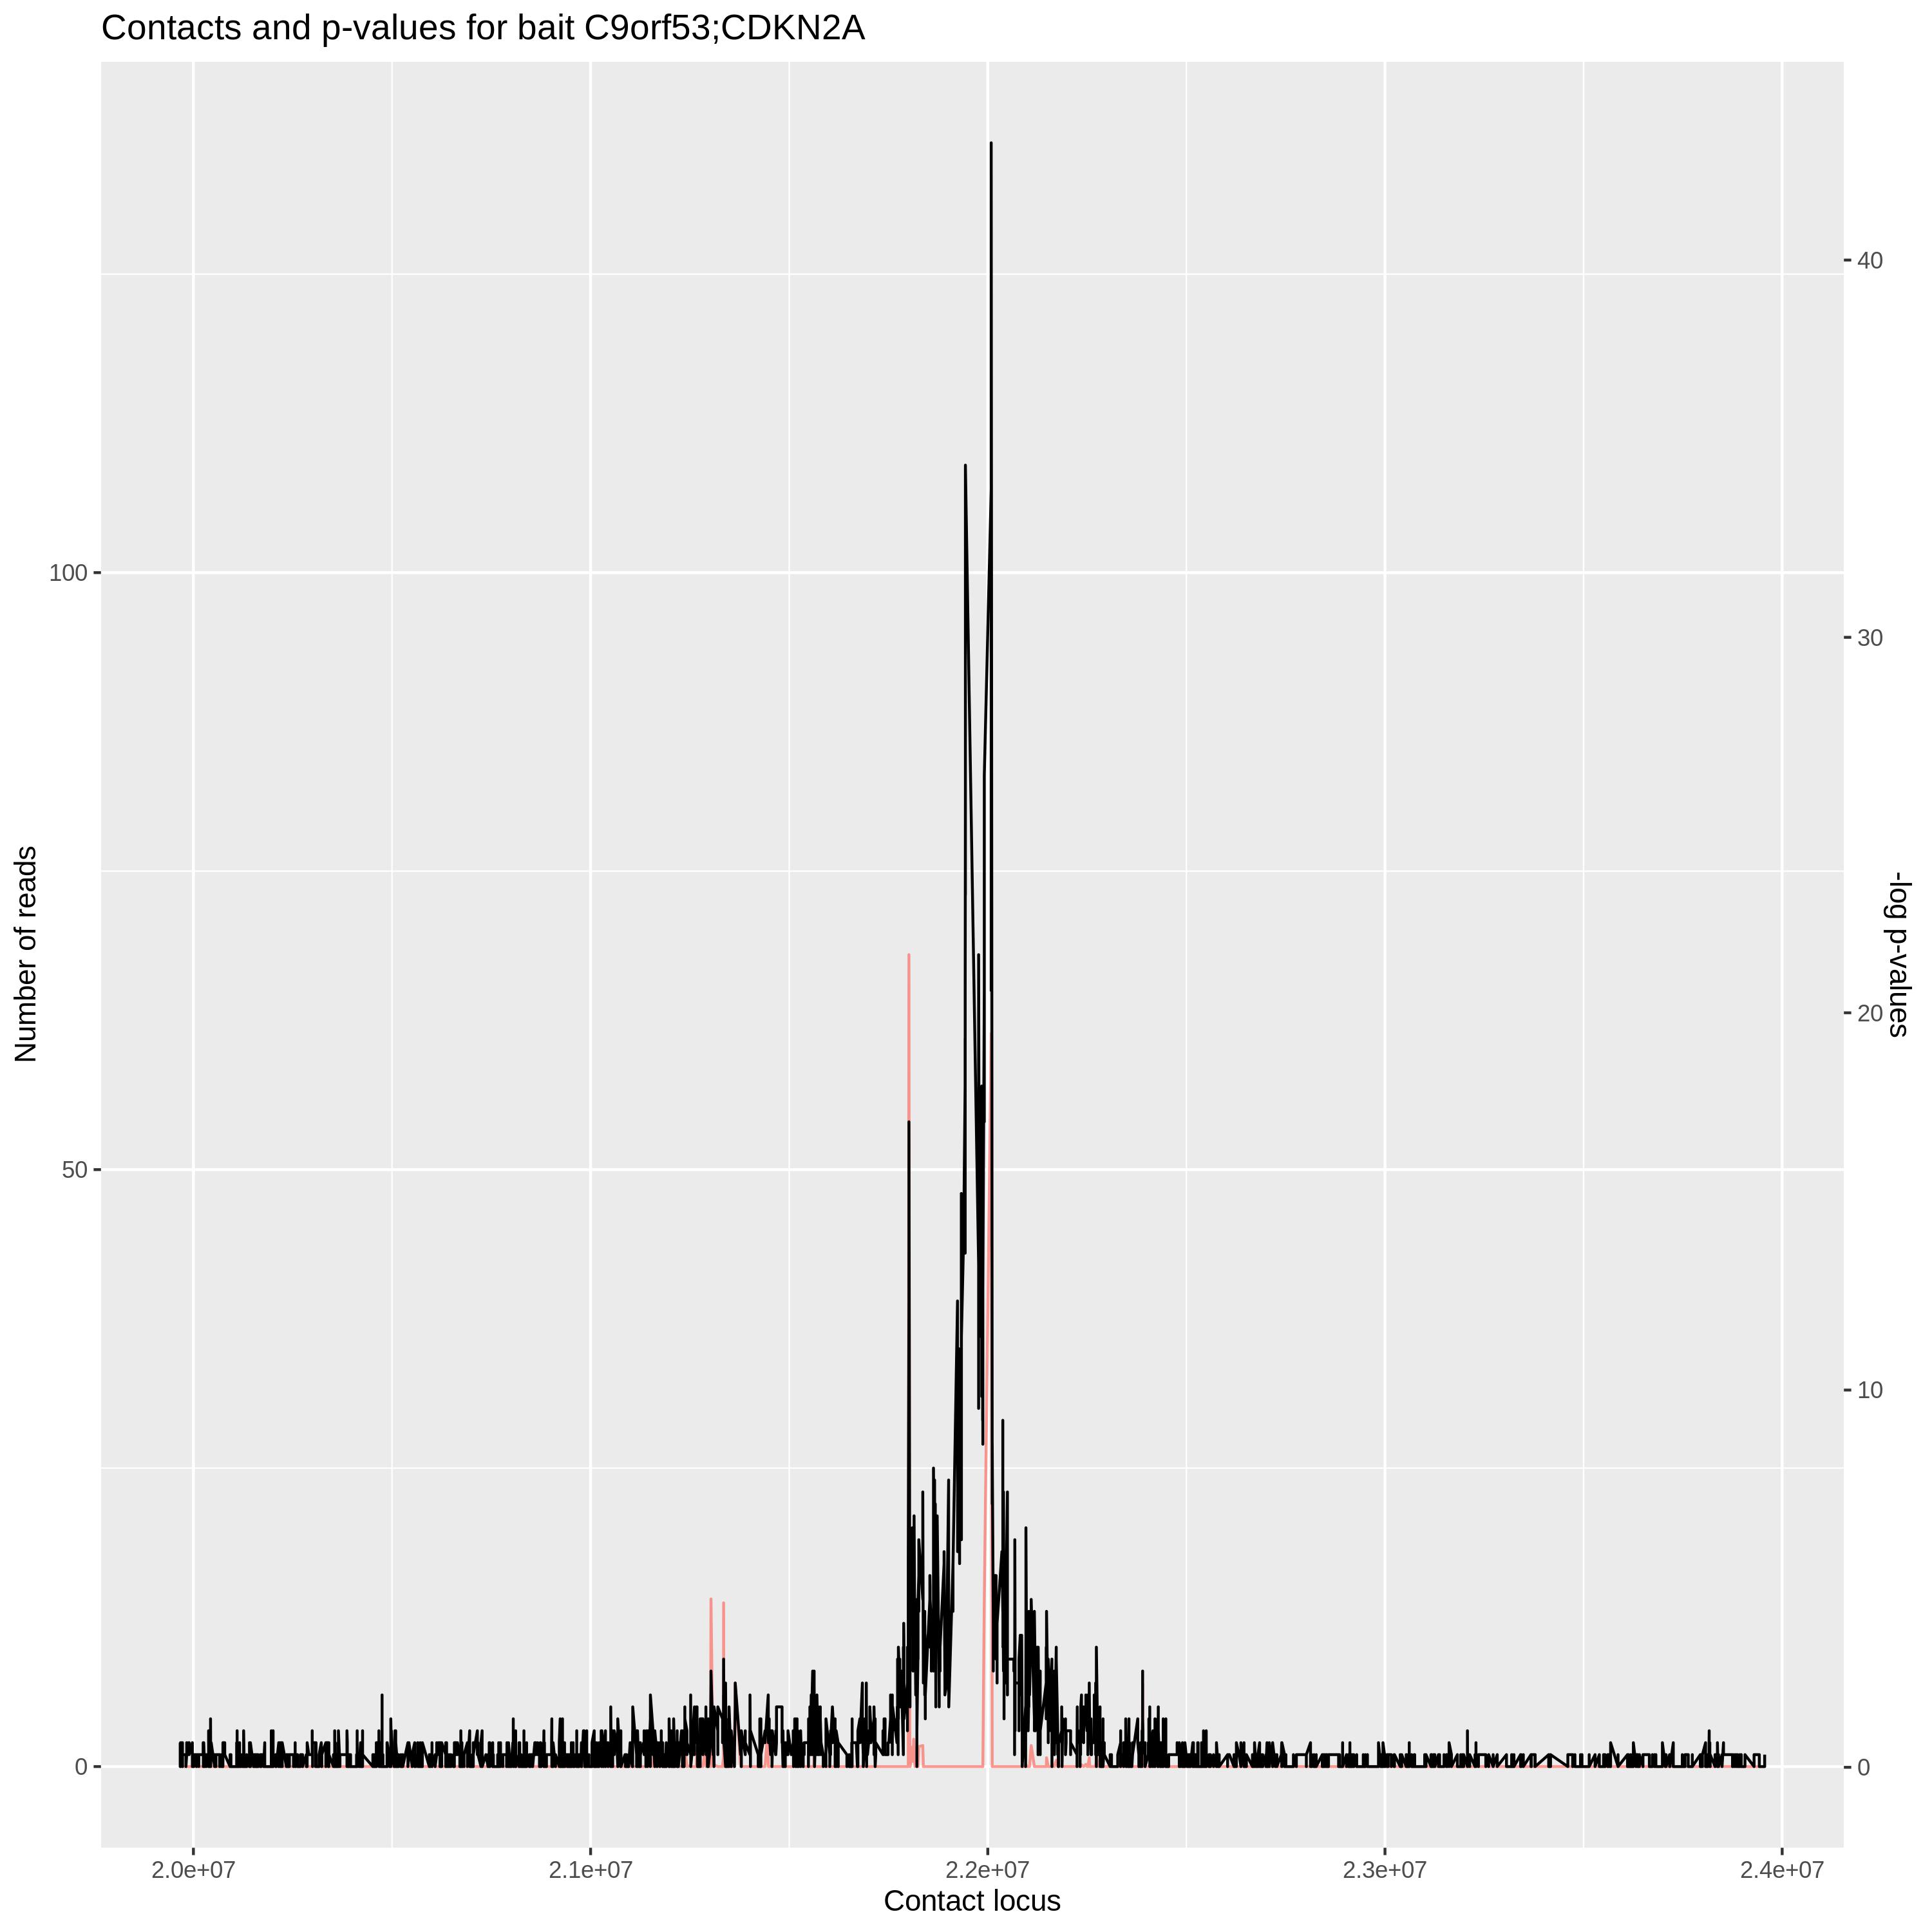 Contacts and p-values for bait C9orf53;CDKN2A
Number of reads
100
50
0
40
30
20
10
0
-log p-values
2.0e+07
2.1e+07
2.2e+07
2.3e+07
2.4e+07
Contact locus